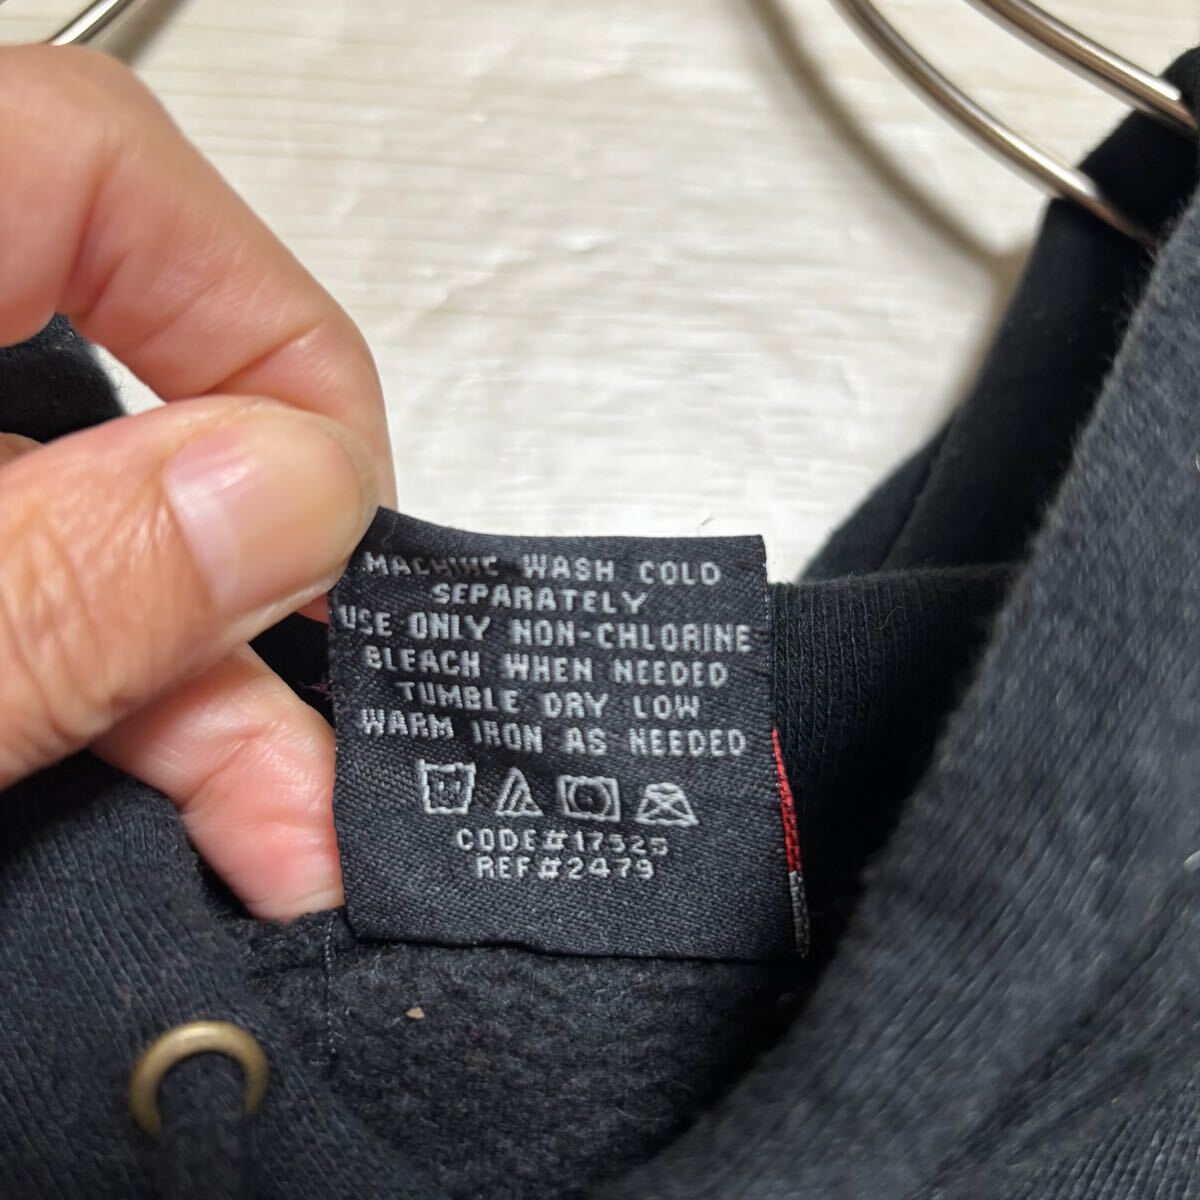 MACHINE WASH COLD
SEPARATELY
USE ONLY NON-CHLORINE
BLEACH WHEN NEEDED
TUMBLE DRY LOW
WARM IRON AS NEEDED
CODE#17525
REF#2479